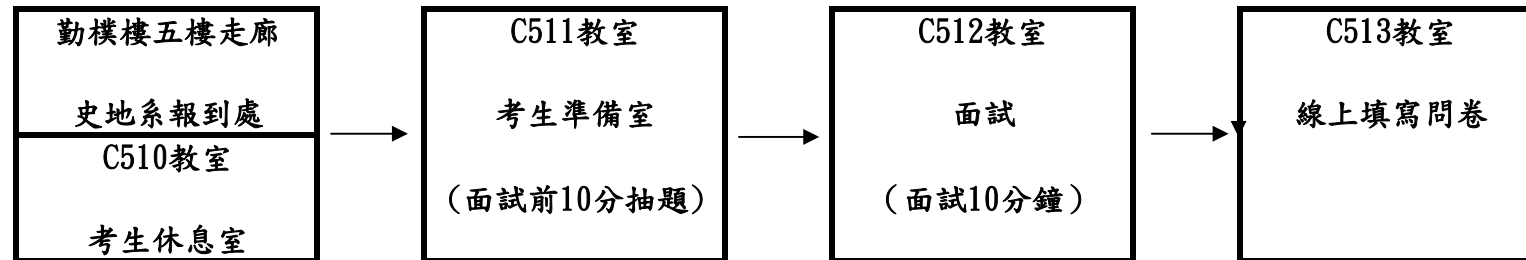 勤樸樓五樓走廊
史地系報到處
C510教室
考生休息室
C511教室
考生準備室
（面試前10分抽題）
C512教室
面試
（面試10分鐘）
C513教室
線上填寫問卷